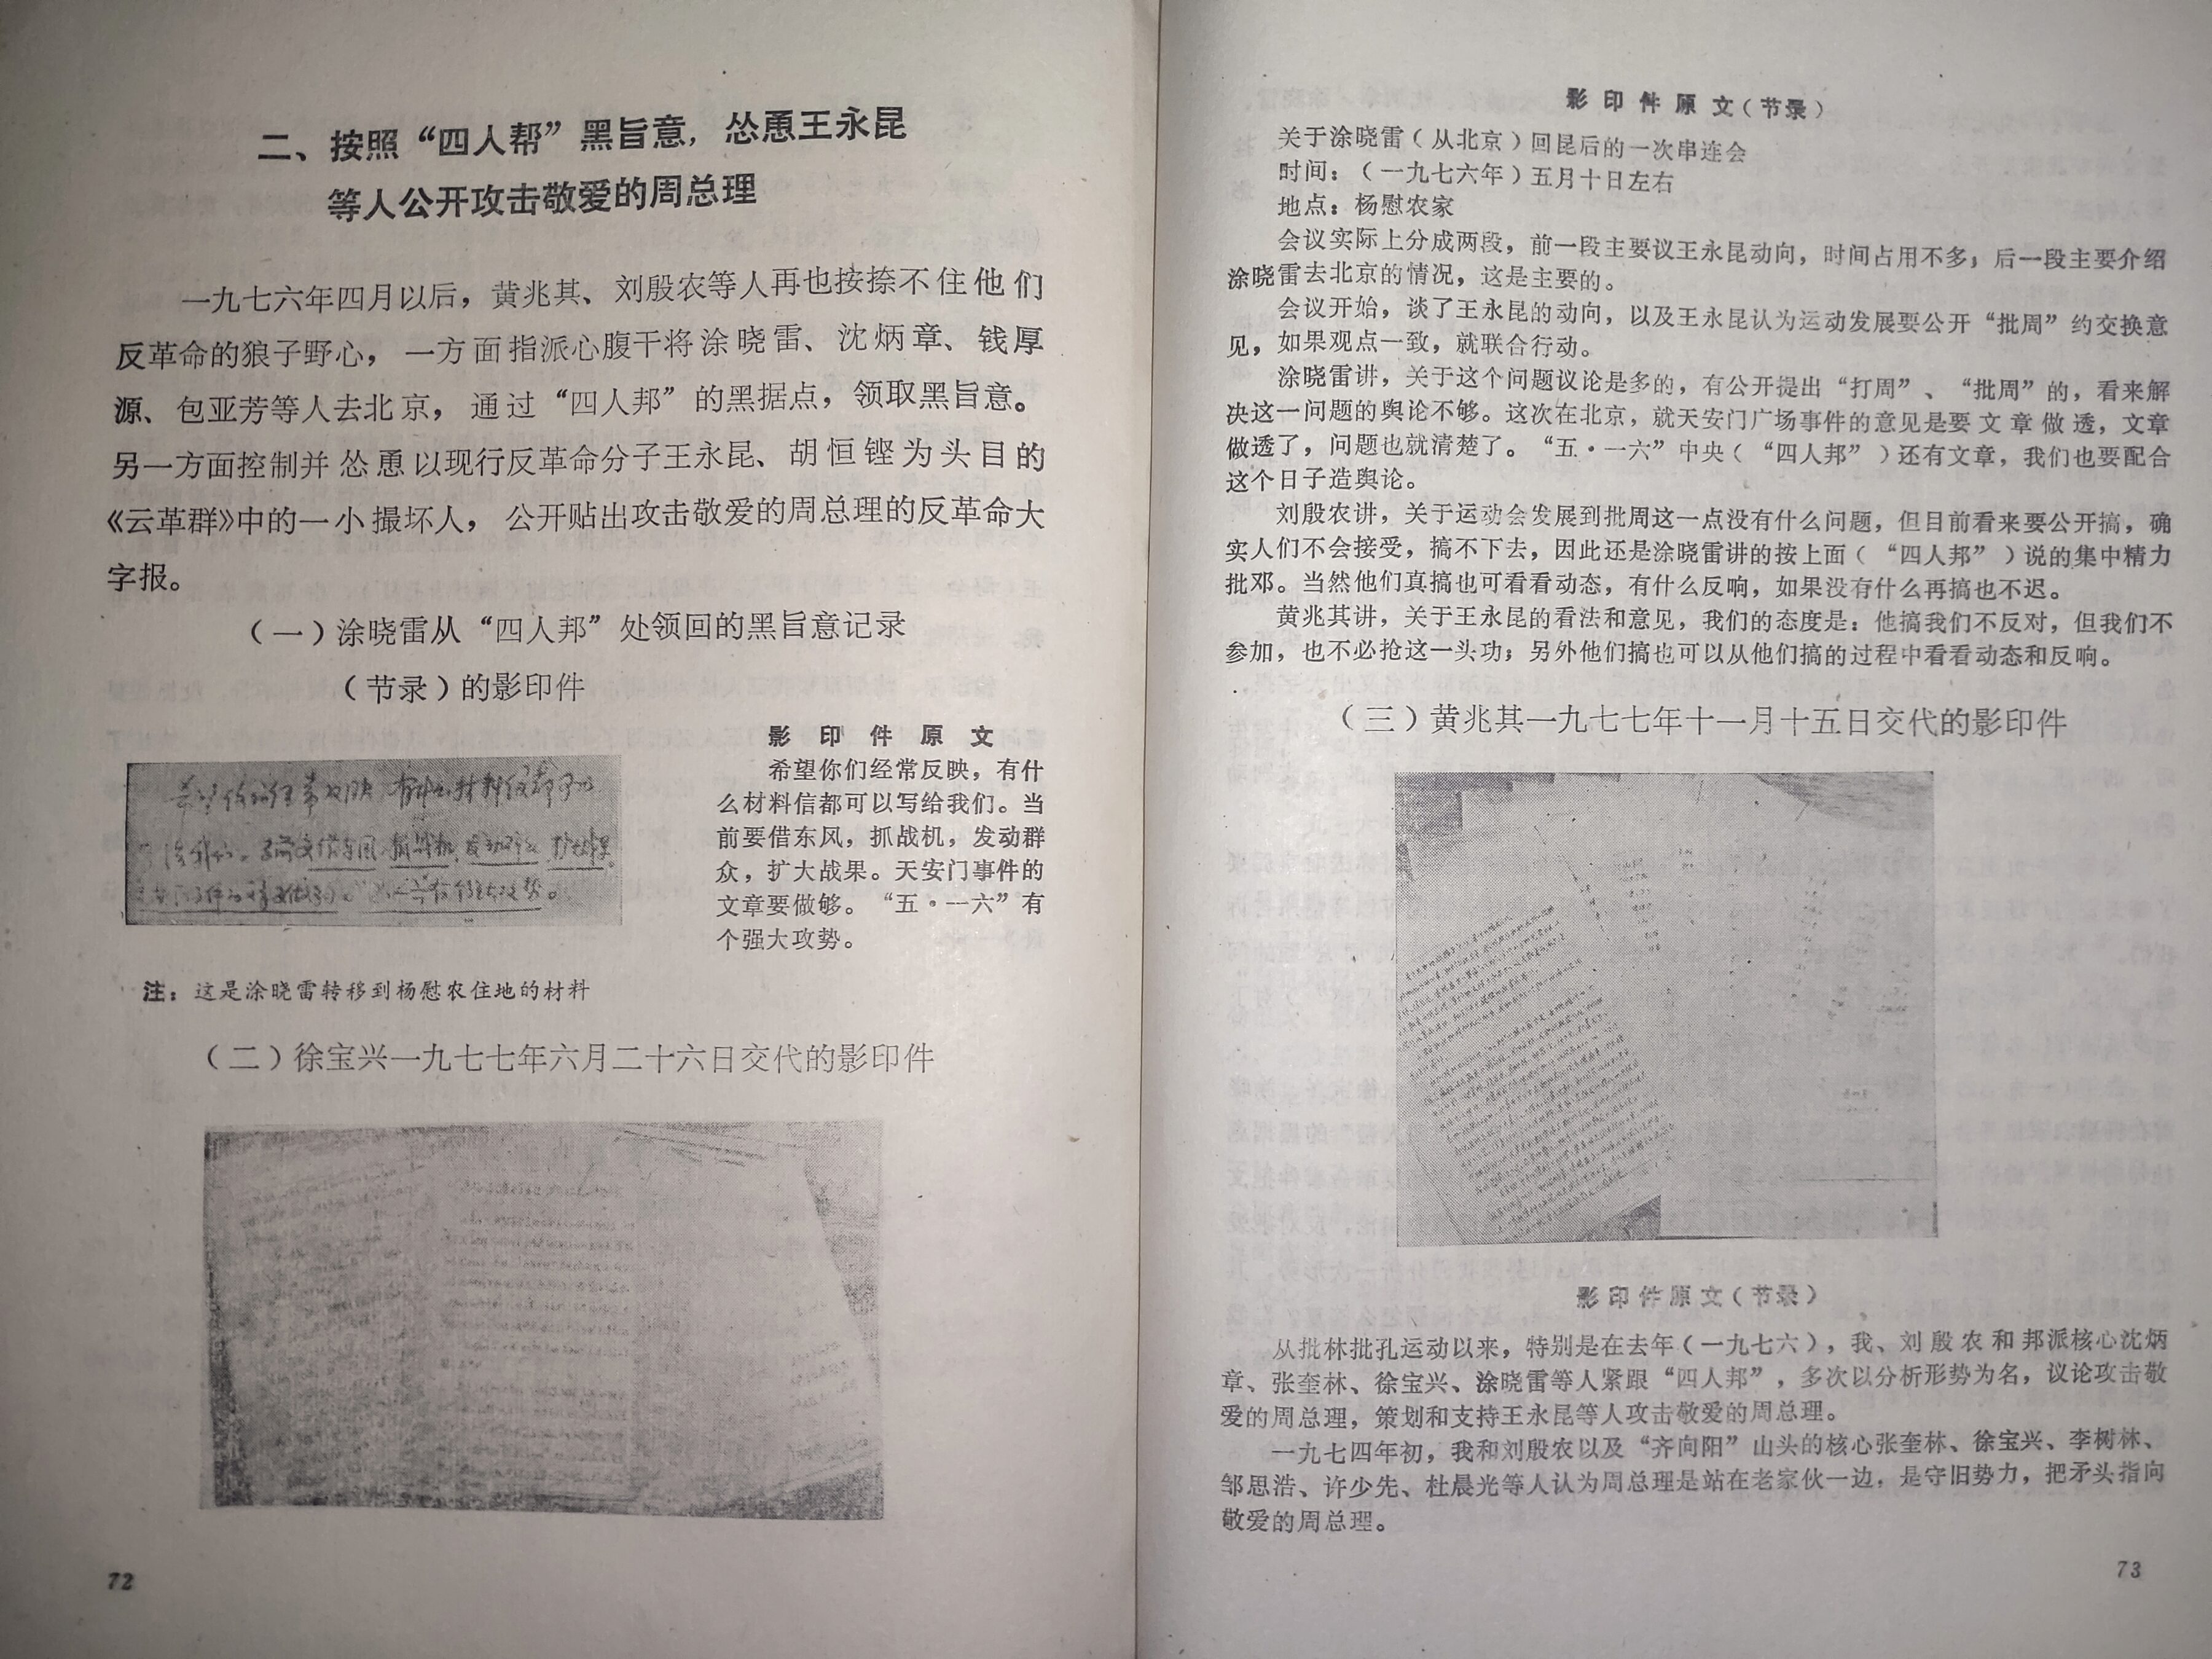 二、按照“四人帮”黑旨意，怂恿王永昆
等人公开攻击敬爱的周总理
一九七六年四月以后，黄兆其、刘殷农等人再也按捺不住他们
反革命的狼子野心，一方面指派心腹干将涂晓雷、沈炳章、钱厚
源、包亚芳等人去北京，通过“四人邦”的黑据点，领取黑旨意。
另一方面控制并怂恿以现行反革命分子王永昆、胡恒铿为头目的
《云革群》中的一小撮坏人，公开贴出攻击敬爱的周总理的反革命大
字报。
（一）涂晓雷从“四人邦”处领回的黑旨意记录
（节录）的影印件
影印件原文
希望你们经常反映，有什
么材料信都可以写给我们。当
前要借东风，抓战机，发动群
众，扩大战果。天安门事件的
文章要做够。“五·一六”有
个强大攻势。
注：这是涂晓雷转移到杨慰农住地的材料
（二）徐宝兴一九七七年六月二十六日交代的影印件
72
影印件原文（节录）
关于涂晓雷（从北京）回昆后的一次串连会
时间：（一九七六年）五月十日左右
地点：杨慰农家
会议实际上分成两段，前一段主要议王永昆动向，时间占用不多；后一段主要介绍
涂晓雷去北京的情况，这是主要的。
会议开始，谈了王永昆的动向，以及王永昆认为运动发展要公开“批周”约交换意
见，如果观点一致，就联合行动。
涂晓雷讲，关于这个问题议论是多的，有公开提出“打周”、“批周”的，看来解
决这一问题的舆论不够。这次在北京，就天安门广场事件的意见是要文章做透，文章
做透了，问题也就清楚了。“五·一六”中央（“四人邦”）还有文章，我们也要配合
这个日子造舆论。
刘殷农讲，关于运动会发展到批周这一点没有什么问题，但目前看来要公开搞，确
实人们不会接受，搞不下去，因此还是涂晓雷讲的按上面（“四人邦”）说的集中精力
批邓。当然他们真搞也可看看动态，有什么反响，如果没有什么再搞也不迟。
黄兆其讲，关于王永昆的看法和意见，我们的态度是：他搞我们不反对，但我们不
参加，也不必抢这一头功；另外他们搞也可以从他们搞的过程中看看动态和反响。
（三）黄兆其一九七七年十一月十五日交代的影印件
影印件原文（节录）
从批林批孔运动以来，特别是在去年（一九七六），我、刘殷农和邦派核心沈炳
章、张奎林、徐宝兴、涂晓雷等人紧跟“四人邦”，多次以分析形势为名，议论攻击敬
爱的周总理，策划和支持王永昆等人攻击敬爱的周总理。
一九七四年初，我和刘殷农以及“齐向阳”山头的核心张奎林、徐宝兴、李树林、
邹思浩、许少先、杜晨光等人认为周总理是站在老家伙一边，是守旧势力，把矛头指向
敬爱的周总理。
73